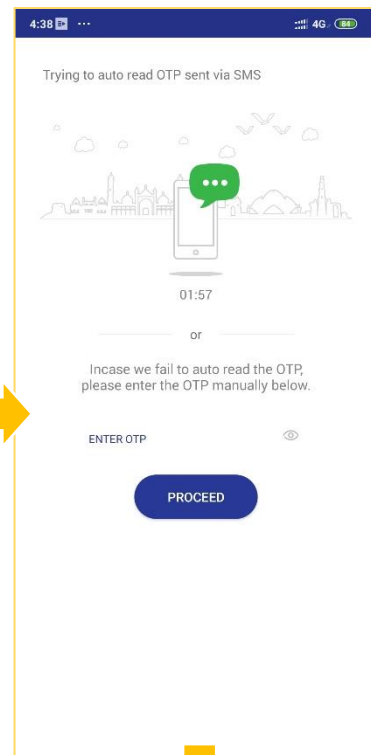 4:38 ... 4G 84
Trying to auto read OTP sent via SMS
01:57
or
Incase we fail to auto read the OTP,
please enter the OTP manually below.
ENTER OTP
PROCEED